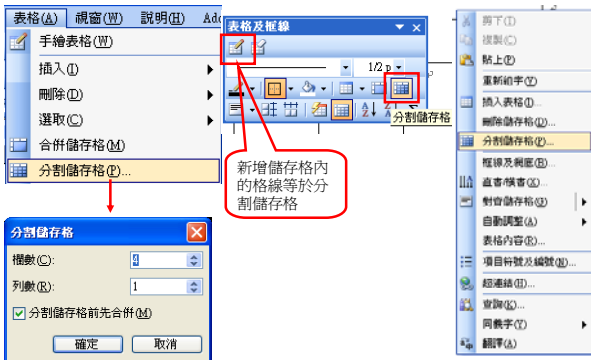 表格(A) 視窗(W) 說明(H)
手繪表格(W)
插入(I)
刪除(D)
選取(C)
合併儲存格(M)
分割儲存格(P)...
表格及框線
1/2 p
分割儲存格
新增儲存格內
的格線等於分
割儲存格
分割儲存格
欄數(C): 4
列數(R): 1
分割儲存格前先合併(M)
確定 取消
剪下(T)
複製(C)
貼上(P)
重新組字(V)
插入表格(I)...
刪除儲存格(D)...
分割儲存格(P)...
框線及網底(B)...
直書/橫書(X)...
對齊儲存格(G)
自動調整(A)
表格內容(R)...
項目符號及編號(N)...
超連結(H)...
查詢(K)...
同義字(Y)
翻譯(A)